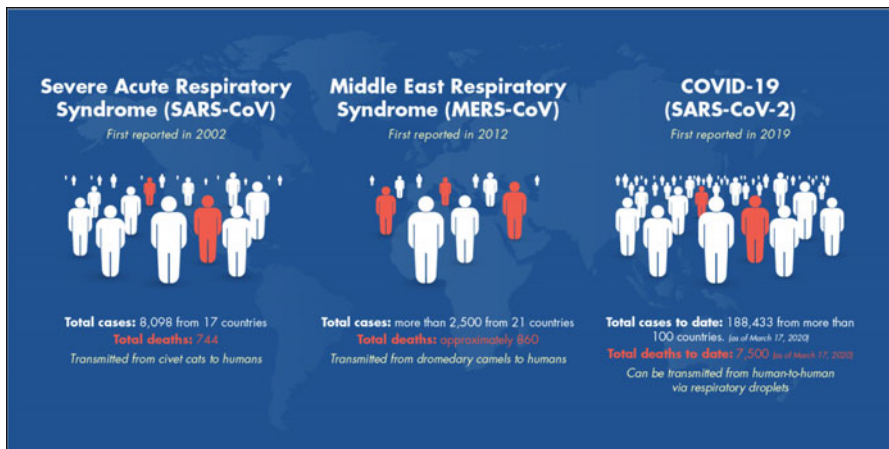 Severe Acute Respiratory
Syndrome (SARS-CoV)
First reported in 2002
Total cases: 8,098 from 17 countries
Total deaths: 744
Transmitted from civet cats to humans
Middle East Respiratory
Syndrome (MERS-CoV)
First reported in 2012
Total cases: more than 2,500 from 21 countries
Total deaths: approximately 860
Transmitted from dromedary camels to humans
COVID-19
(SARS-CoV-2)
First reported in 2019
Total cases to date: 188,433 from more than
100 countries. (as of March 17, 2020)
Total deaths to date: 7,500 (as of March 17, 2020)
Can be transmitted from human-to-human
via respiratory droplets